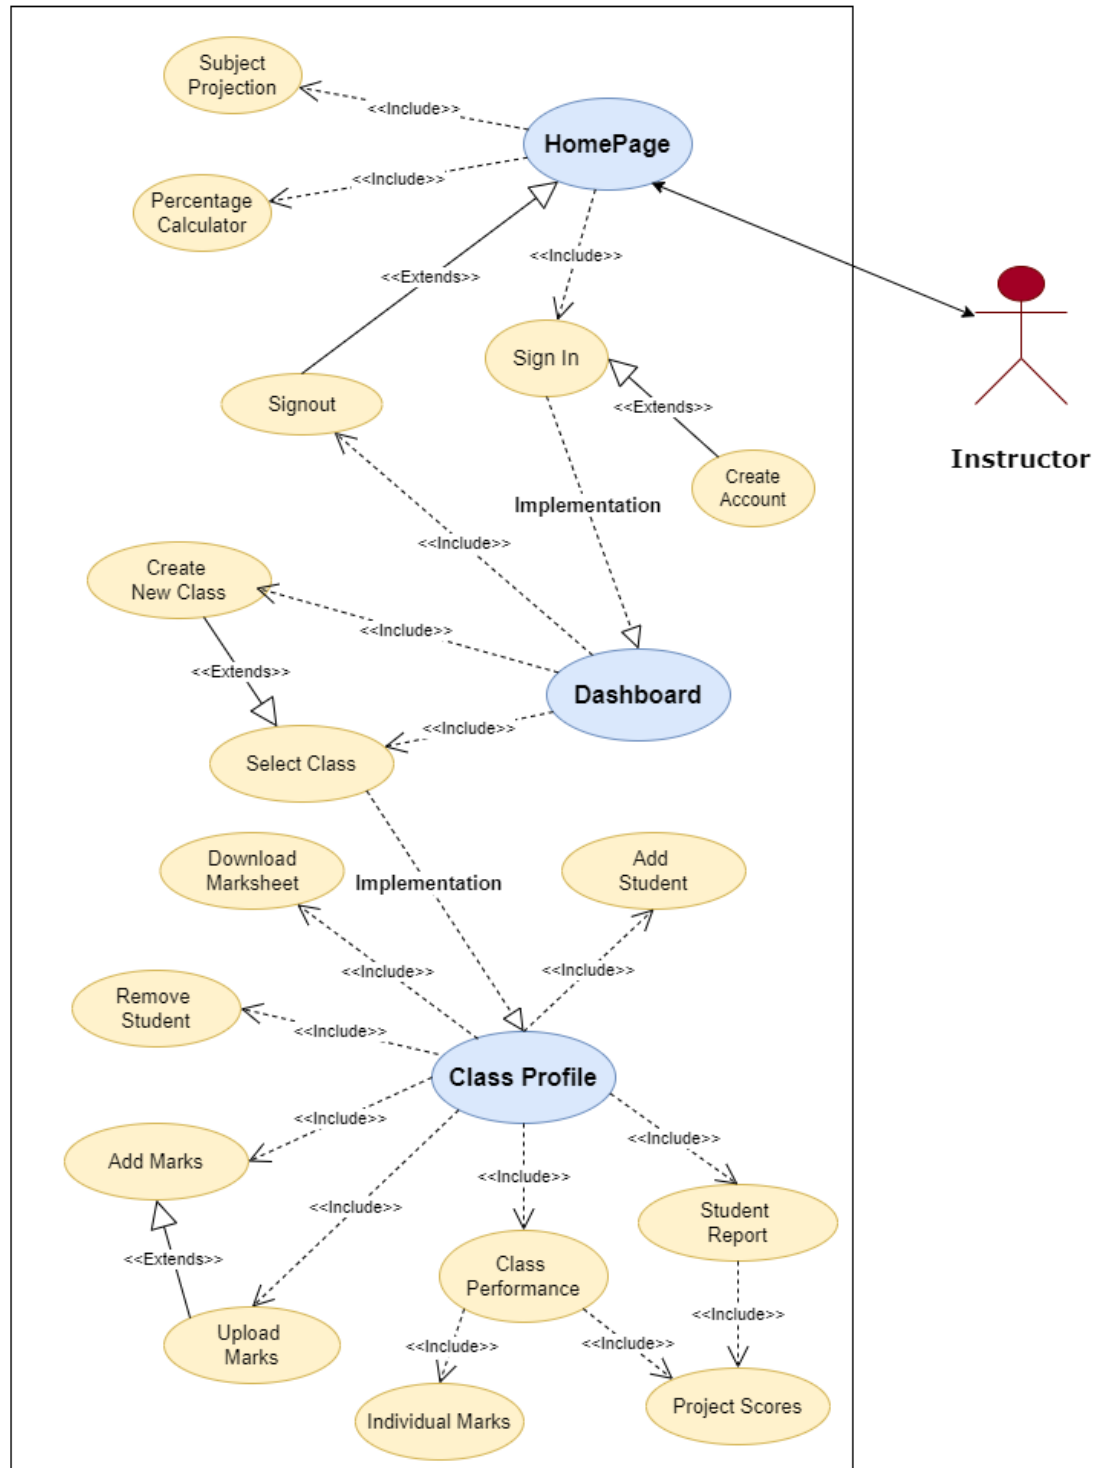 Subject
Projection
<<Include>>
HomePage
<<Include>>
Percentage
Calculator
<<Include>>
<<Extends>>
Sign In
Signout
<<Extends>>
Instructor
Create
Account
Implementation
<<Include>>
Create
New Class
<<Include>>
<<Extends>>
Dashboard
<<Include>>
Select Class
Download
Marksheet
Add
Student
Implementation
<<Include>>
<<Include>>
Remove
Student
<<Include>>
Class Profile
<<Include>>
<<Include>>
Add Marks
<<Include>>
<<Include>>
Student
Report
<<Extends>>
Class
Performance
<<Include>>
Upload
Marks
<<Include>>
<<Include>>
Individual Marks
Project Scores